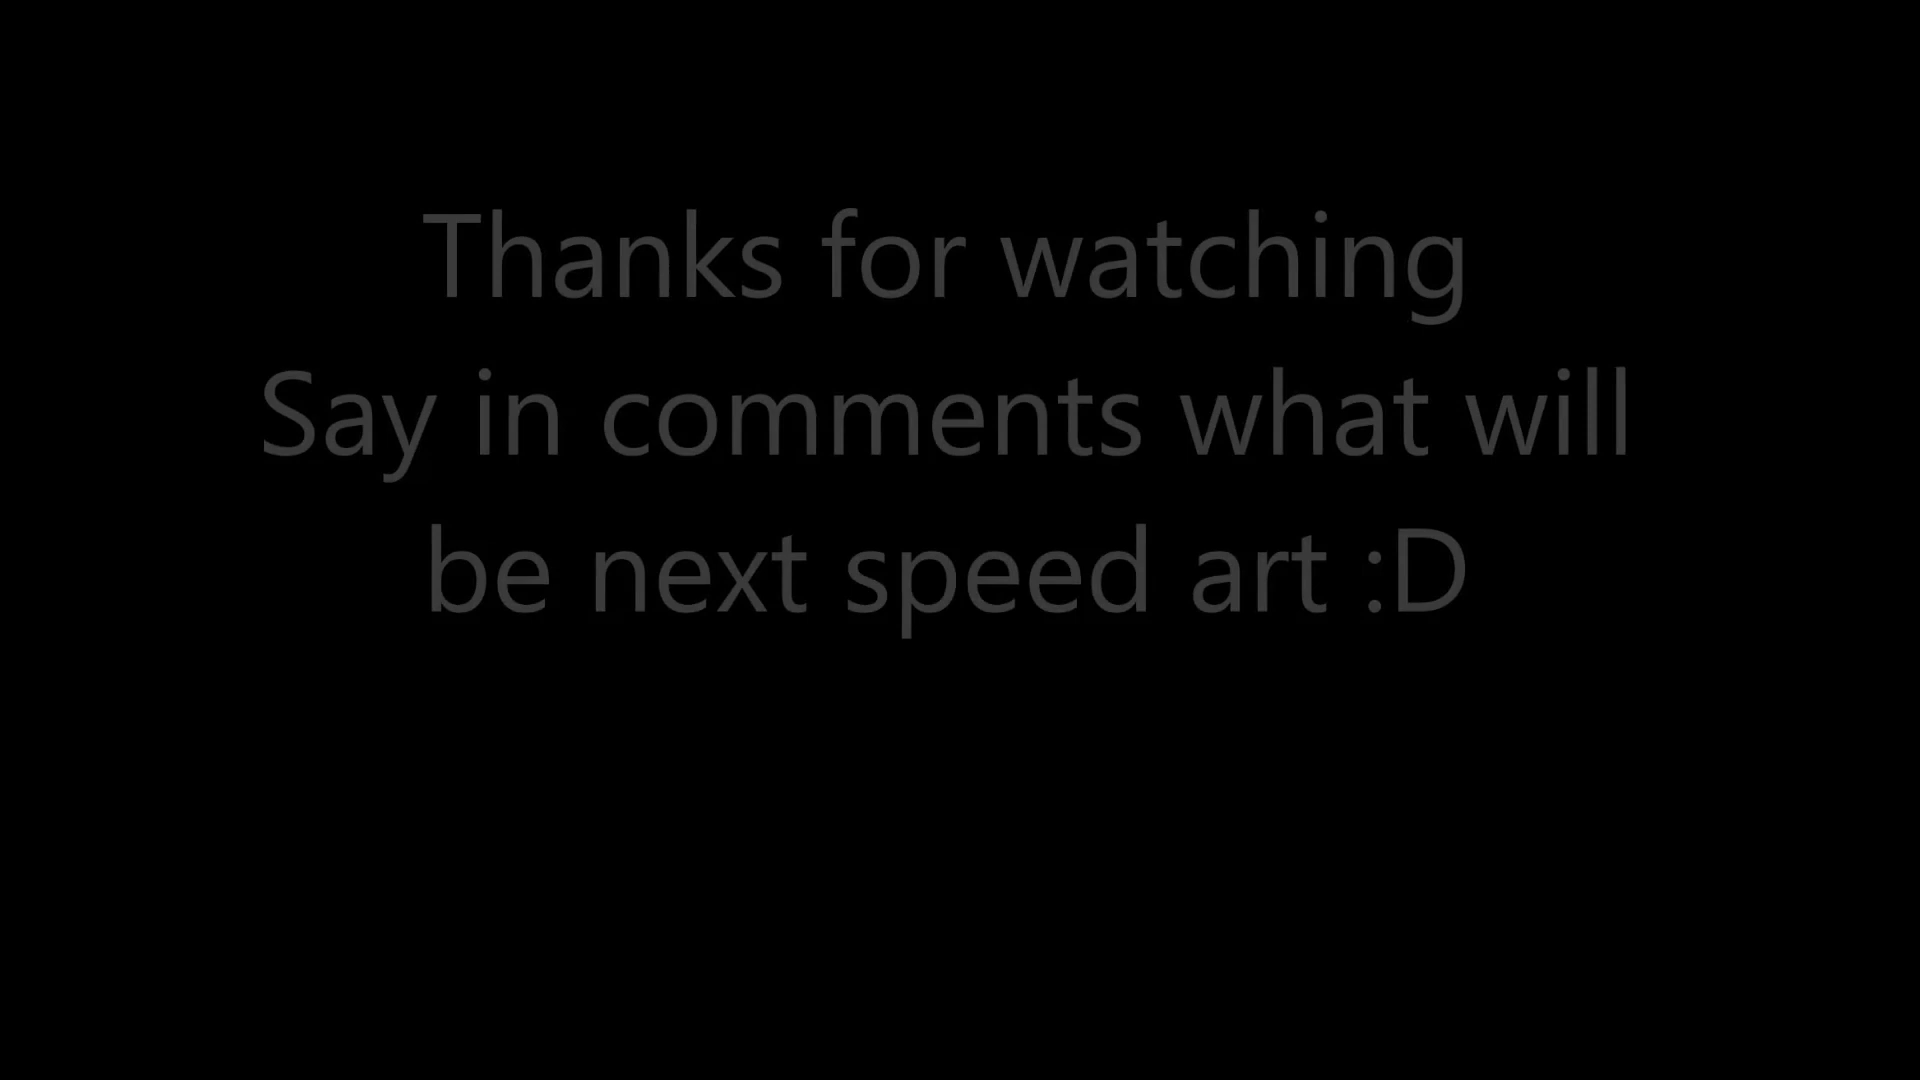 Thanks for watching
Say in comments what will
be next speed art :D